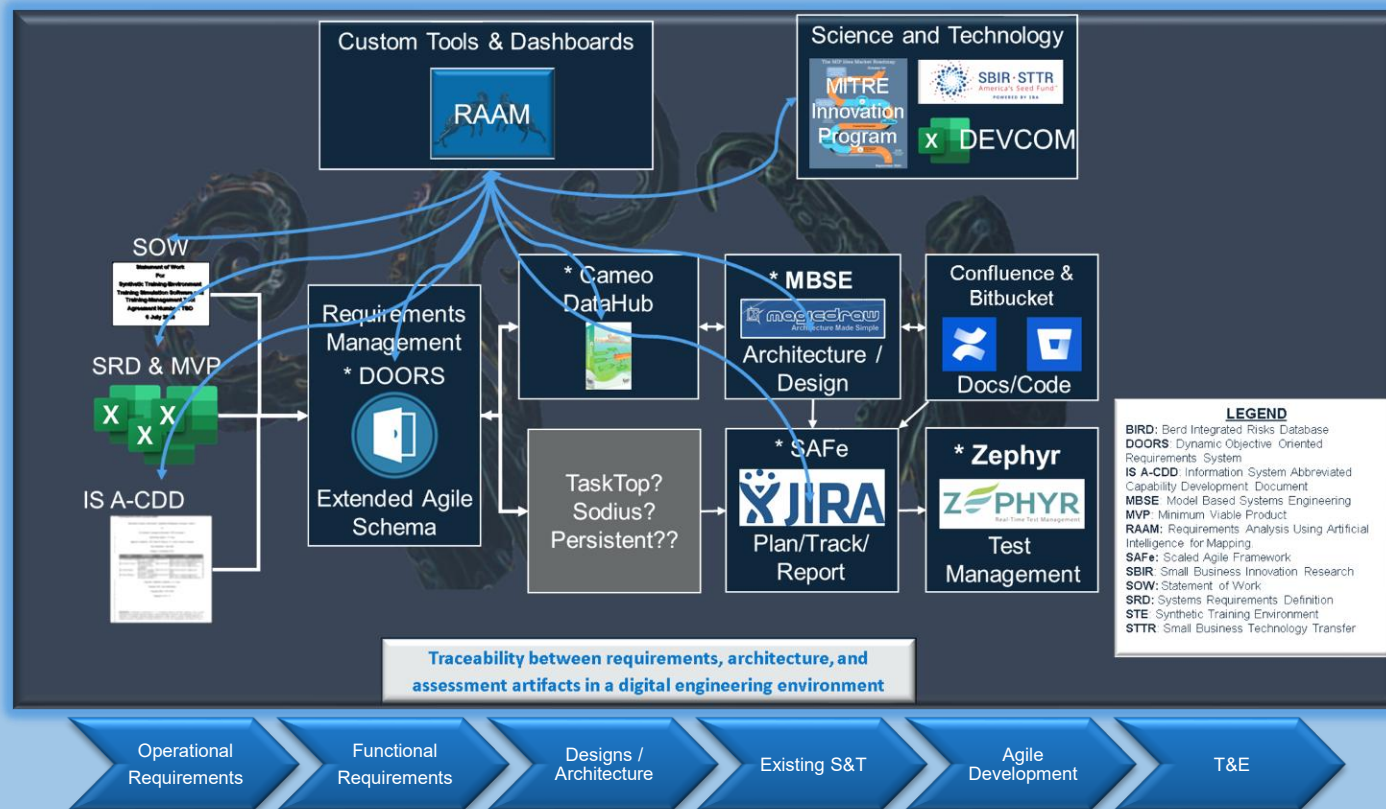 Custom Tools & Dashboards
RAAM
Science and Technology
MITRE
Innovation
Program
SBIR·STTR
America's Seed Fund
POWERED BY SBA
DEVCOM
SOW
Statement of Work
For
Synthetic Training Environment
Training Simulation Software
Training Management
Agreement Number TBD
SRD & MVP
IS A-CDD
Requirements
Management
* DOORS
Extended Agile
Schema
* Cameo
DataHub
* MBSE
magicdraw
Architecture Made Simple
Architecture /
Design
Confluence &
Bitbucket
Docs/Code
TaskTop?
Sodius?
Persistent??
* SAFe
JIRA
Plan/Track/
Report
* Zephyr
ZEPHYR
Real-Time Test Management
Test
Management
LEGEND
BIRD: Berd Integrated Risks Database
DOORS: Dynamic Objective Oriented
Requirements System
IS A-CDD: Information System Abbreviated
Capability Development Document
MBSE: Model Based Systems Engineering
MVP: Minimum Viable Product
RAAM: Requirements Analysis Using Artificial
Intelligence for Mapping.
SAFe: Scaled Agile Framework
SBIR: Small Business Innovation Research
SOW: Statement of Work
SRD: Systems Requirements Definition
STE: Synthetic Training Environment
STTR: Small Business Technology Transfer
Traceability between requirements, architecture, and
assessment artifacts in a digital engineering environment
Operational
Requirements
Functional
Requirements
Designs /
Architecture
Existing S&T
Agile
Development
T&E